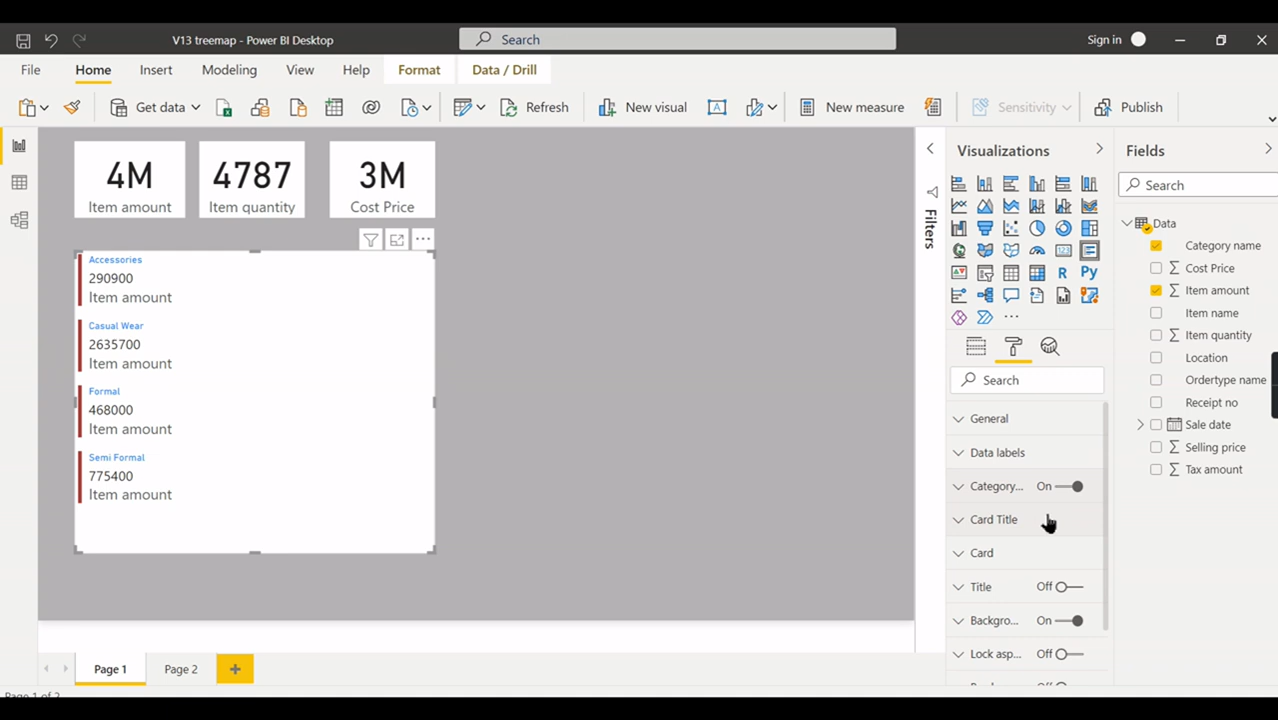 V13 treemap - Power BI Desktop
Search
Sign in
File Home Insert Modeling View Help Format Data / Drill
Get data Refresh New visual New measure Sensitivity Publish
4M
Item amount
4787
Item quantity
3M
Cost Price
Accessories
290900
Item amount
Casual Wear
2635700
Item amount
Formal
468000
Item amount
Semi Formal
775400
Item amount
Filters
Visualizations
R Py
Search
General
Data labels
Category... On
Card Title
Card
Title Off
Backgro... On
Lock asp... Off
Fields
Search
Data
Category name
Cost Price
Item amount
Item name
Item quantity
Location
Ordertype name
Receipt no
Sale date
Selling price
Tax amount
Page 1 Page 2
Page 1 of 2